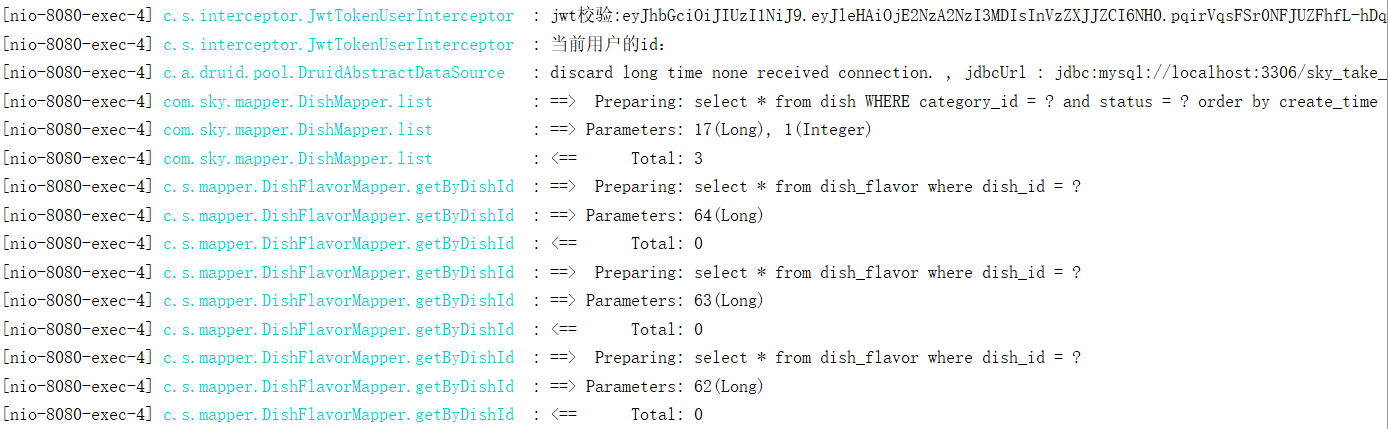 [nio-8080-exec-4] c.s.interceptor.JwtTokenUserInterceptor : jwt校验:eyJhbGciOiJIUzI1NiJ9.eyJleHAiOjE2NzA2NzI3MDIsInVzZXJJZCI6NH0.pqirVqsFSr0NFJUZFhfL-hDq
[nio-8080-exec-4] c.s.interceptor.JwtTokenUserInterceptor : 当前用户的id：
[nio-8080-exec-4] c.a.druid.pool.DruidAbstractDataSource : discard long time none received connection. , jdbcUrl : jdbc:mysql://localhost:3306/sky_take_
[nio-8080-exec-4] com.sky.mapper.DishMapper.list : ==> Preparing: select * from dish WHERE category_id = ? and status = ? order by create_time
[nio-8080-exec-4] com.sky.mapper.DishMapper.list : ==> Parameters: 17(Long), 1(Integer)
[nio-8080-exec-4] com.sky.mapper.DishMapper.list : <== Total: 3
[nio-8080-exec-4] c.s.mapper.DishFlavorMapper.getByDishId : ==> Preparing: select * from dish_flavor where dish_id = ?
[nio-8080-exec-4] c.s.mapper.DishFlavorMapper.getByDishId : ==> Parameters: 64(Long)
[nio-8080-exec-4] c.s.mapper.DishFlavorMapper.getByDishId : <== Total: 0
[nio-8080-exec-4] c.s.mapper.DishFlavorMapper.getByDishId : ==> Preparing: select * from dish_flavor where dish_id = ?
[nio-8080-exec-4] c.s.mapper.DishFlavorMapper.getByDishId : ==> Parameters: 63(Long)
[nio-8080-exec-4] c.s.mapper.DishFlavorMapper.getByDishId : <== Total: 0
[nio-8080-exec-4] c.s.mapper.DishFlavorMapper.getByDishId : ==> Preparing: select * from dish_flavor where dish_id = ?
[nio-8080-exec-4] c.s.mapper.DishFlavorMapper.getByDishId : ==> Parameters: 62(Long)
[nio-8080-exec-4] c.s.mapper.DishFlavorMapper.getByDishId : <== Total: 0